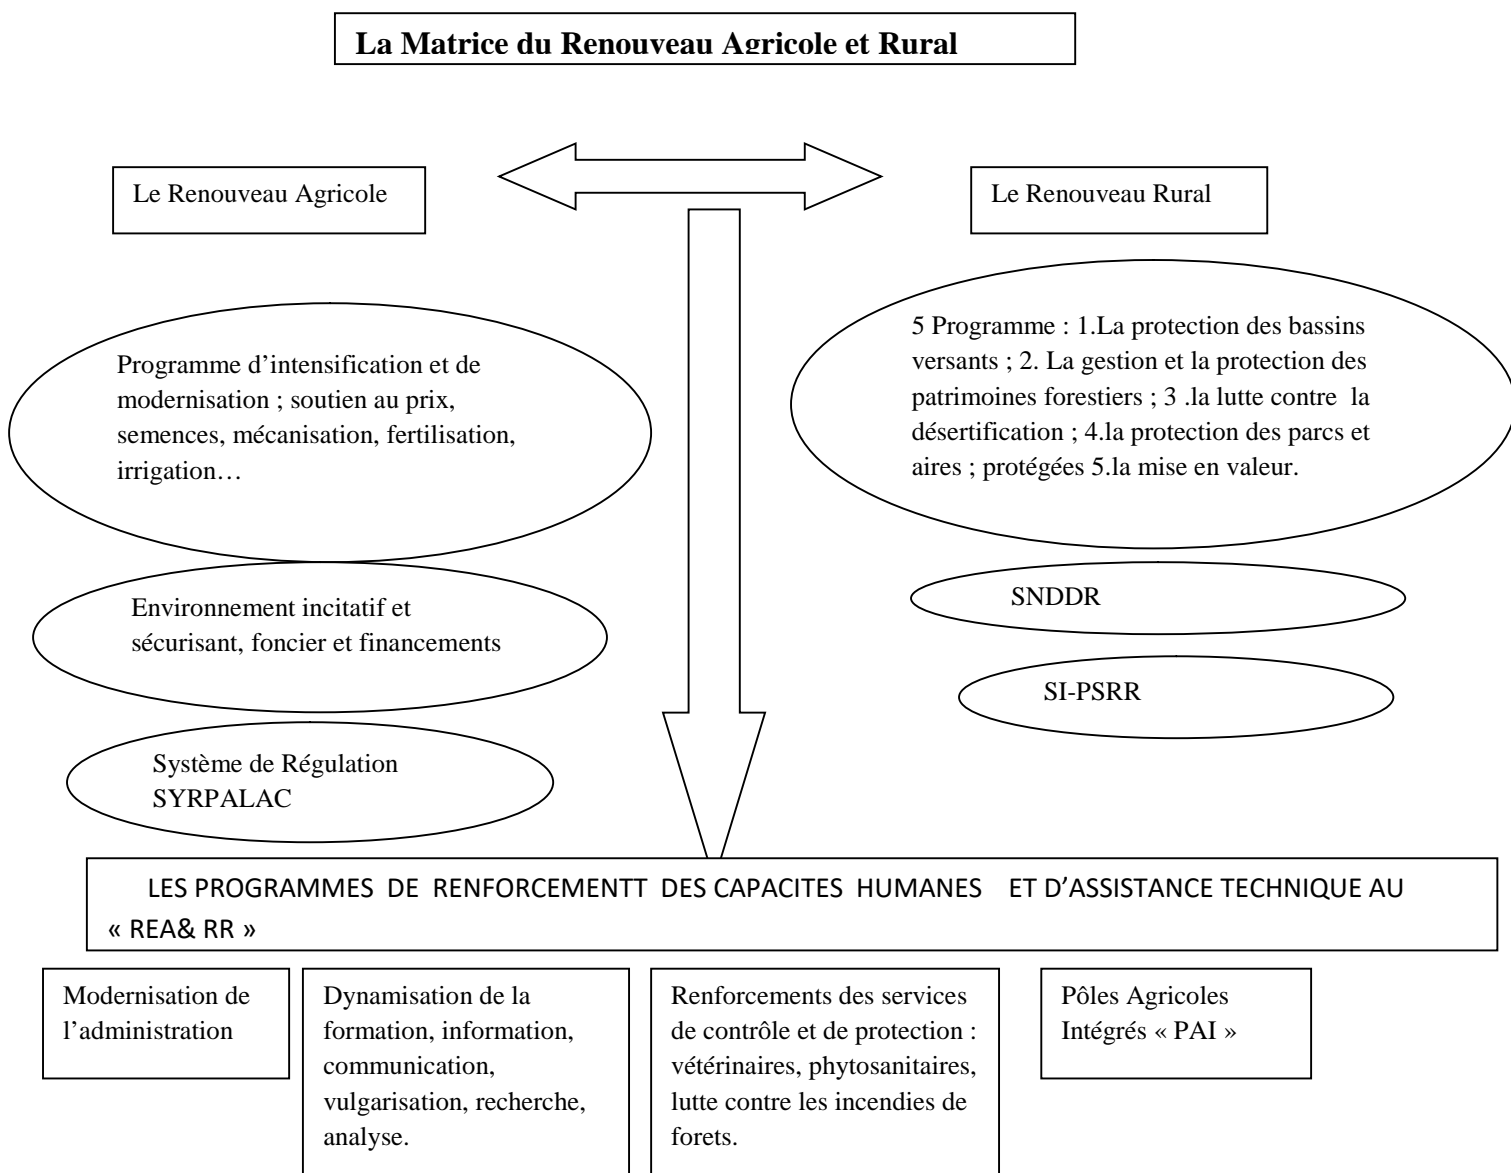 La Matrice du Renouveau Agricole et Rural
Le Renouveau Agricole
Le Renouveau Rural
Programme d’intensification et de
modernisation ; soutien au prix,
semences, mécanisation, fertilisation,
irrigation…
Environnement incitatif et
sécurisant, foncier et financements
Système de Régulation
SYRPALAC
5 Programme : 1.La protection des bassins
versants ; 2. La gestion et la protection des
patrimoines forestiers ; 3 .la lutte contre  la
désertification ; 4.la protection des parcs et
aires ; protégées 5.la mise en valeur.
SNDDR
SI-PSRR
LES PROGRAMMES  DE  RENFORCEMENTT  DES CAPACITES  HUMANES    ET D’ASSISTANCE TECHNIQUE AU
« REA& RR »
Modernisation de
l’administration
Dynamisation de la
formation, information,
communication,
vulgarisation, recherche,
analyse.
Renforcements des services
de contrôle et de protection :
vétérinaires, phytosanitaires,
lutte contre les incendies de
forets.
Pôles Agricoles
Intégrés « PAI »